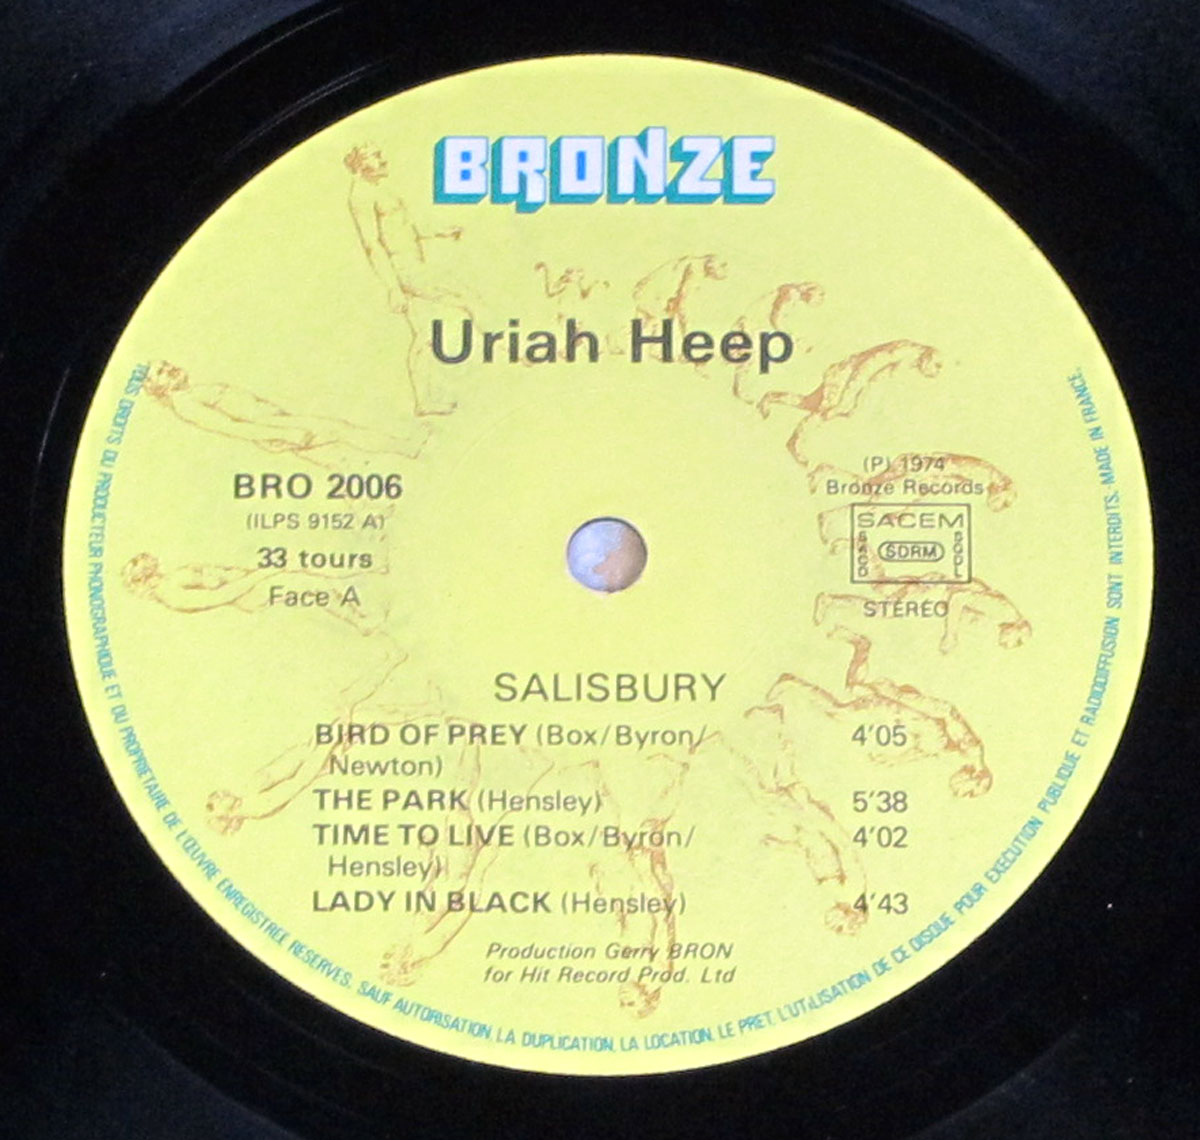 BRONZE
Uriah Heep
BRO 2006
(ILPS 9152 A)
33 tours
Face A
(P) 1974
Bronze Records
SACEM
SACD
SDRM
SGDL
STÉRÉO
SALISBURY
BIRD OF PREY (Box/Byron/ 4'05
Newton)
THE PARK (Hensley) 5'38
TIME TO LIVE (Box/Byron/ 4'02
Hensley)
LADY IN BLACK (Hensley) 4'43
Production Gerry BRON
for Hit Record Prod. Ltd
TOUS DROITS DU PRODUCTEUR PHONOGRAPHIQUE ET DU PROPRIETAIRE DE L'ŒUVRE ENREGISTREE RESERVES. SAUF AUTORISATION, LA DUPLICATION, LA LOCATION, LE PRET, L'UTILISATION DE CE DISQUE POUR EXECUTION PUBLIQUE ET RADIODIFFUSION SONT INTERDITS. MADE IN FRANCE.